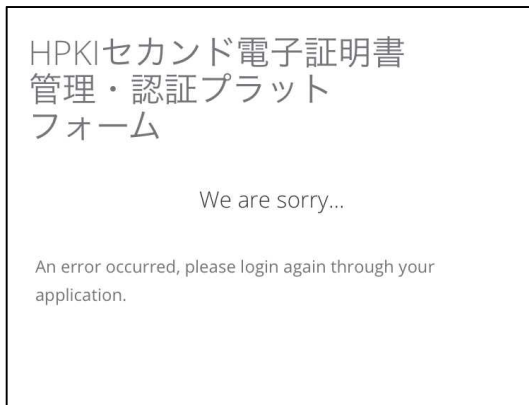 HPKIセカンド電子証明書
管理・認証プラット
フォーム
We are sorry...
An error occurred, please login again through your
application.